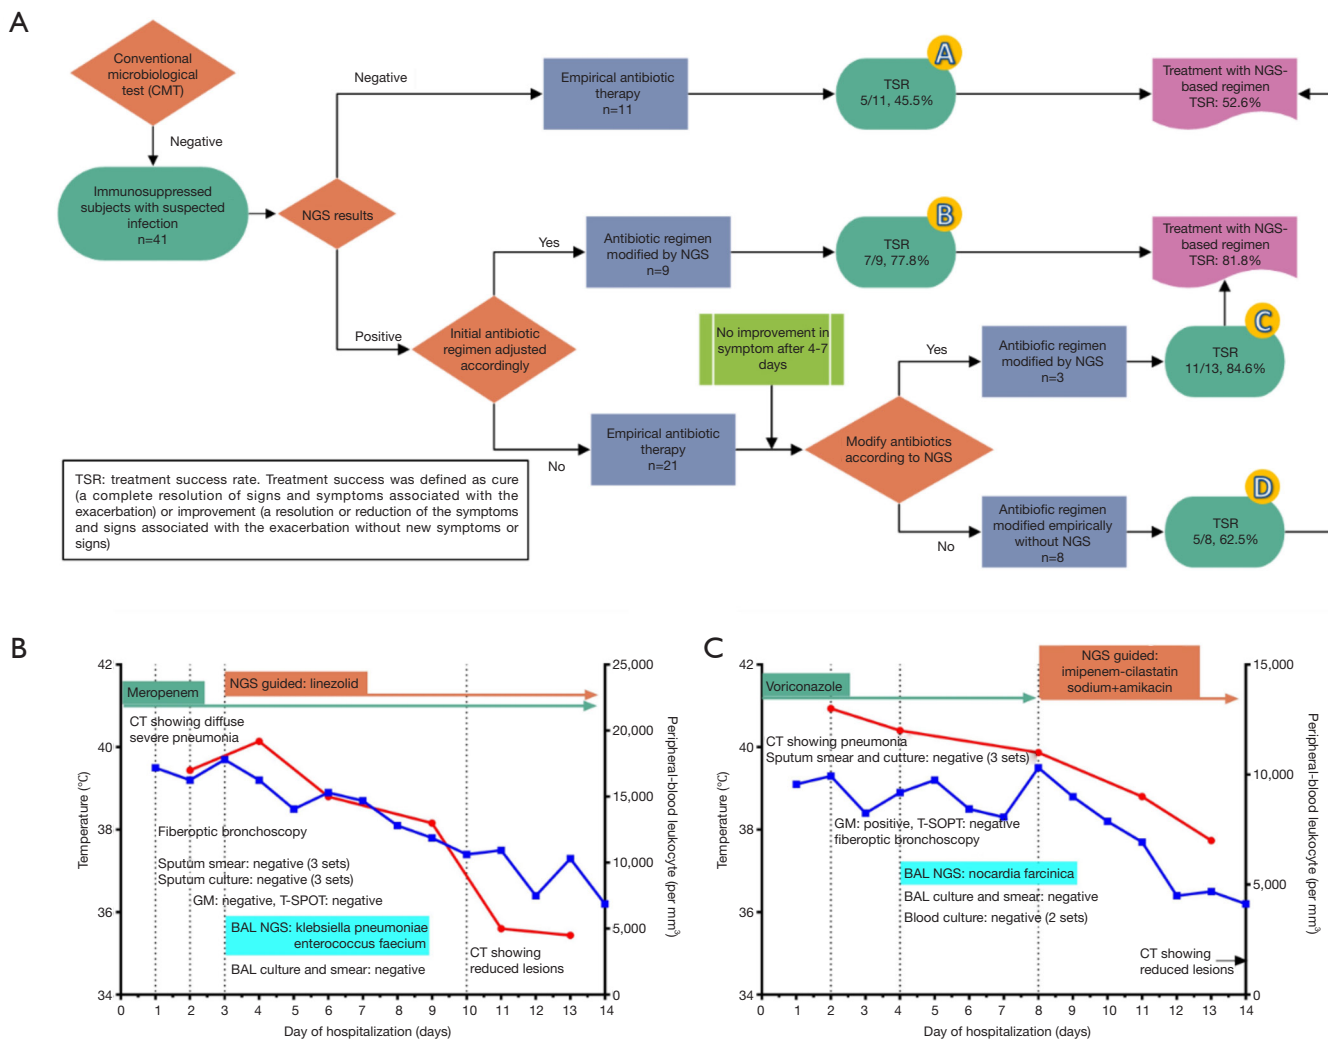 A
Conventional
microbiological
test (CMT)
Negative
Immunosuppressed
subjects with suspected
infection
n=41
NGS results
Negative
Empirical antibiotic
therapy
n=11
A
TSR
5/11, 45.5%
Treatment with NGS-
based regimen
TSR: 52.6%
Positive
Initial antibiotic
regimen adjusted
accordingly
Yes
Antibiotic regimen
modified by NGS
n=9
B
TSR
7/9, 77.8%
Treatment with NGS-
based regimen
TSR: 81.8%
No
Empirical antibiotic
therapy
n=21
No improvement in
symptom after 4-7
days
Modify antibiotics
according to NGS
Yes
Antibiofic regimen
modified by NGS
n=3
C
TSR
11/13, 84.6%
No
Antibiofic regimen
modified empirically
without NGS
n=8
D
TSR
5/8, 62.5%
TSR: treatment success rate. Treatment success was defined as cure
(a complete resolution of signs and symptoms associated with the
exacerbation) or improvement (a resolution or reduction of the symptoms
and signs associated with the exacerbation without new symptoms or
signs)
B
Temperature (°C)
42
40
38
36
34
Meropenem
NGS guided: linezolid
CT showing diffuse
severe pneumonia
Fiberoptic bronchoscopy
Sputum smear: negative (3 sets)
Sputum culture: negative (3 sets)
GM: negative, T-SPOT: negative
BAL NGS: klebsiella pneumoniae
enterococcus faecium
BAL culture and smear: negative
CT showing
reduced lesions
25,000
20,000
15,000
10,000
5,000
0
Peripheral-blood leukocyte (per mm³)
0 1 2 3 4 5 6 7 8 9 10 11 12 13 14
Day of hospitalization (days)
C
Temperature (°C)
42
40
38
36
34
Voriconazole
NGS guided:
imipenem-cilastatin
sodium+amikacin
CT showing pneumonia
Sputum smear and culture: negative (3 sets)
GM: positive, T-SOPT: negative
fiberoptic bronchoscopy
BAL NGS: nocardia farcinica
BAL culture and smear: negative
Blood culture: negative (2 sets)
CT showing
reduced lesions
15,000
10,000
5,000
0
Peripheral-blood leukocyte (per mm³)
0 1 2 3 4 5 6 7 8 9 10 11 12 13 14
Day of hospitalization (days)